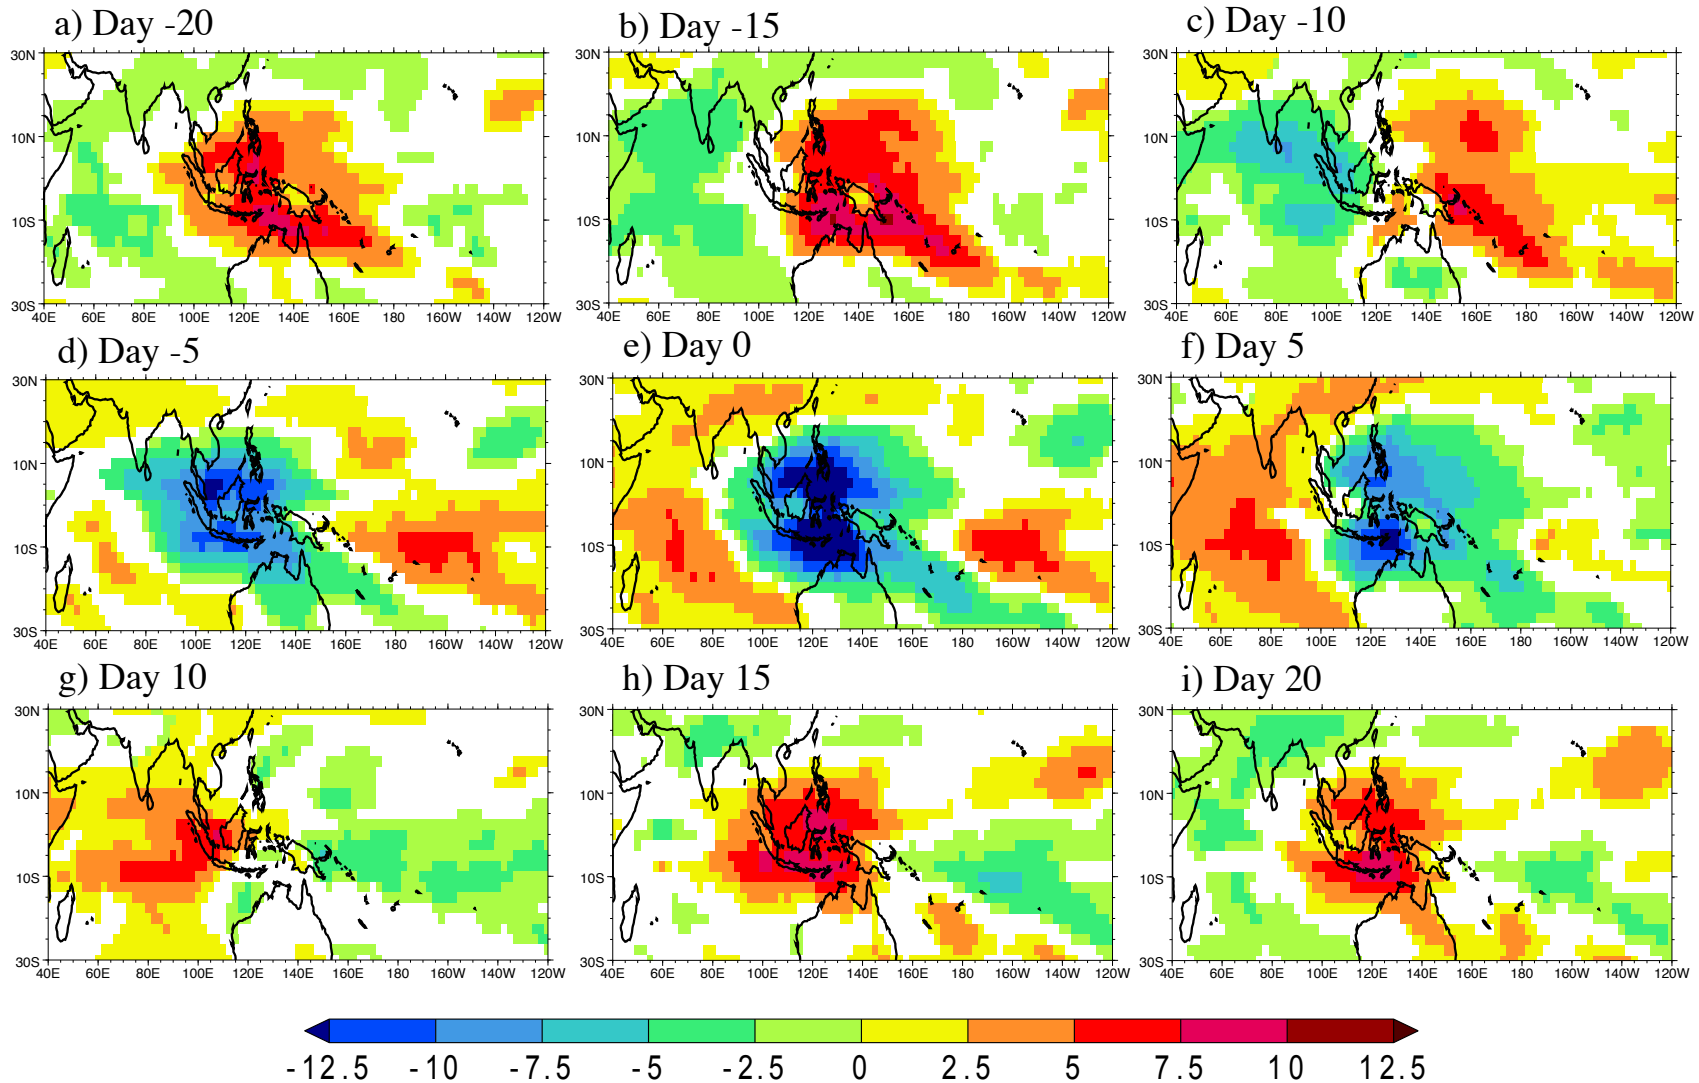 a) Day -20
b) Day -15
c) Day -10
30N
10N
10S
30S
40E 60E 80E 100E 120E 140E 160E 180 160W 140W 120W
30N
10N
10S
30S
40E 60E 80E 100E 120E 140E 160E 180 160W 140W 120W
30N
10N
10S
30S
40E 60E 80E 100E 120E 140E 160E 180 160W 140W 120W
d) Day -5
e) Day 0
f) Day 5
30N
10N
10S
30S
40E 60E 80E 100E 120E 140E 160E 180 160W 140W 120W
30N
10N
10S
30S
40E 60E 80E 100E 120E 140E 160E 180 160W 140W 120W
30N
10N
10S
30S
40E 60E 80E 100E 120E 140E 160E 180 160W 140W 120W
g) Day 10
h) Day 15
i) Day 20
30N
10N
10S
30S
40E 60E 80E 100E 120E 140E 160E 180 160W 140W 120W
30N
10N
10S
30S
40E 60E 80E 100E 120E 140E 160E 180 160W 140W 120W
30N
10N
10S
30S
40E 60E 80E 100E 120E 140E 160E 180 160W 140W 120W
-12.5 -10 -7.5 -5 -2.5 0 2.5 5 7.5 10 12.5